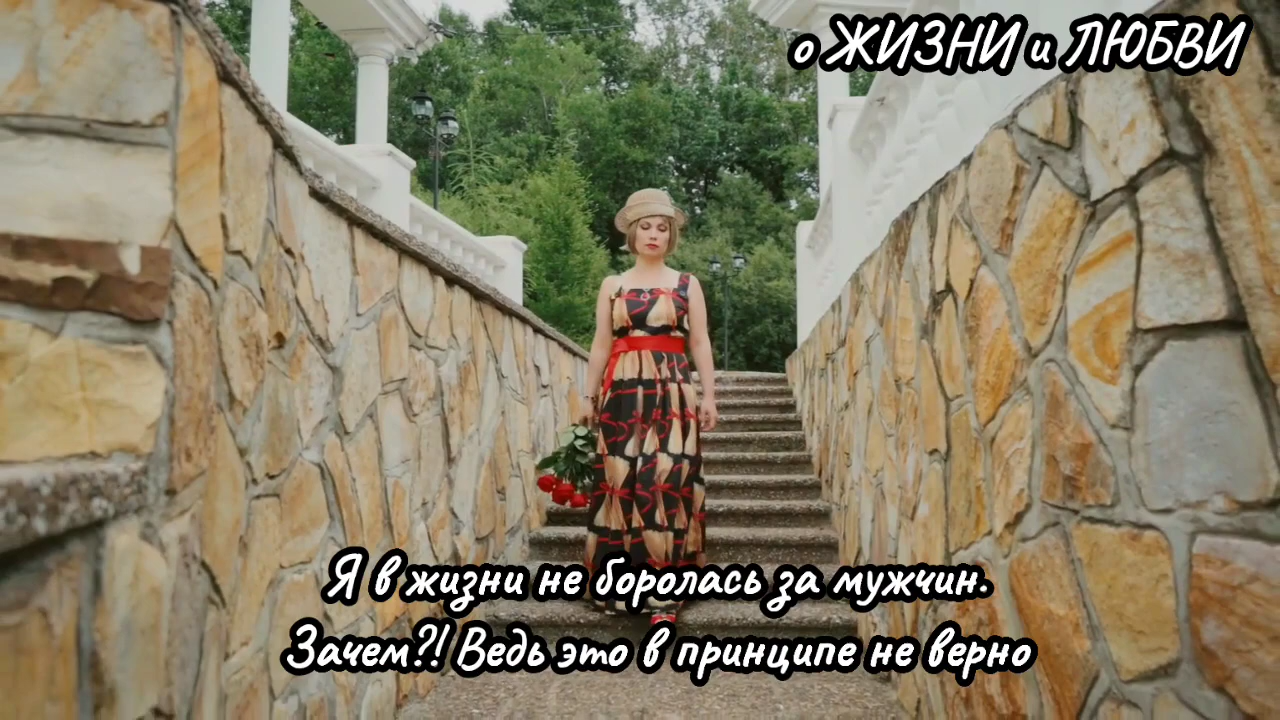 о ЖИЗНИ и ЛЮБВИ
Я в жизни не боролась за мужчин.
Зачем?! Ведь это в принципе не верно